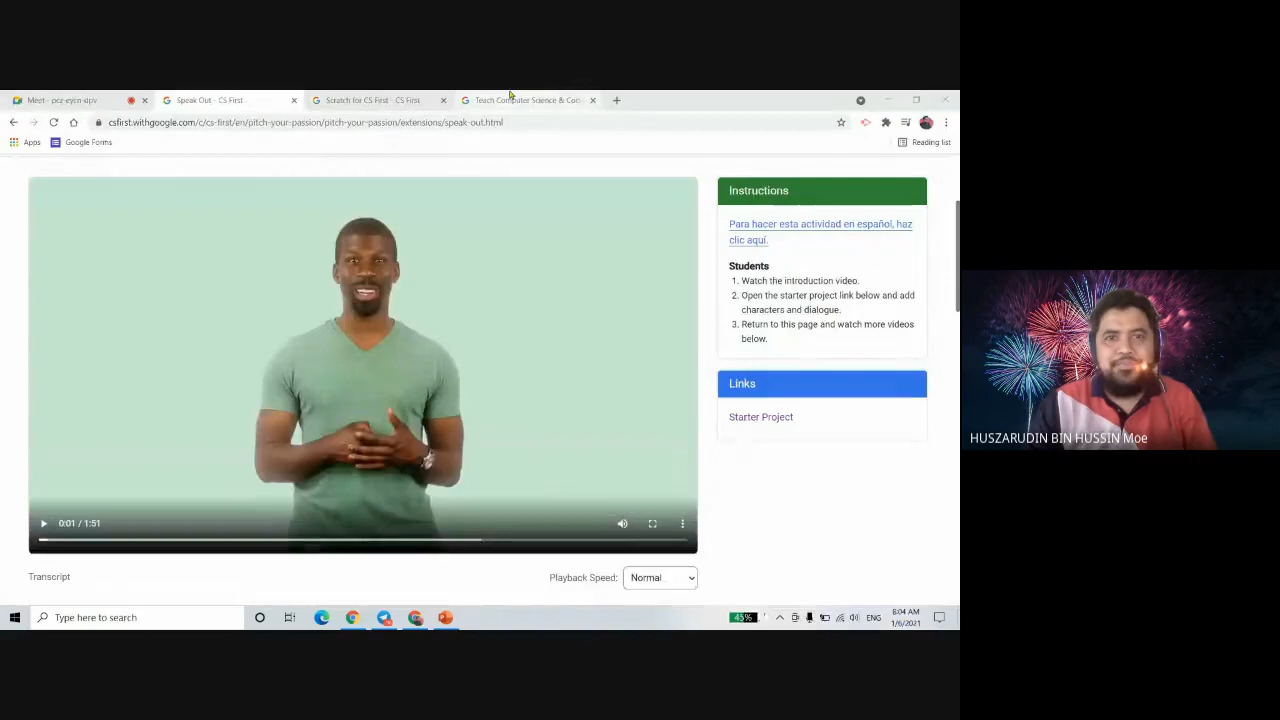 Meet - pcz-eycn-dpv
Speak Out - CS First
Scratch for CS First - CS First
Teach Computer Science & Cod
csfirst.withgoogle.com/c/cs-first/en/pitch-your-passion/pitch-your-passion/extensions/speak-out.html
Apps
Google Forms
Reading list
Instructions
Para hacer esta actividad en español, haz
clic aquí.
Students
1. Watch the introduction video.
2. Open the starter project link below and add
characters and dialogue.
3. Return to this page and watch more videos
below.
Links
Starter Project
HUSZARUDIN BIN HUSSIN Moe
0:01 / 1:51
Transcript
Playback Speed:
Normal
Type here to search
45%
ENG
8:04 AM
1/6/2021